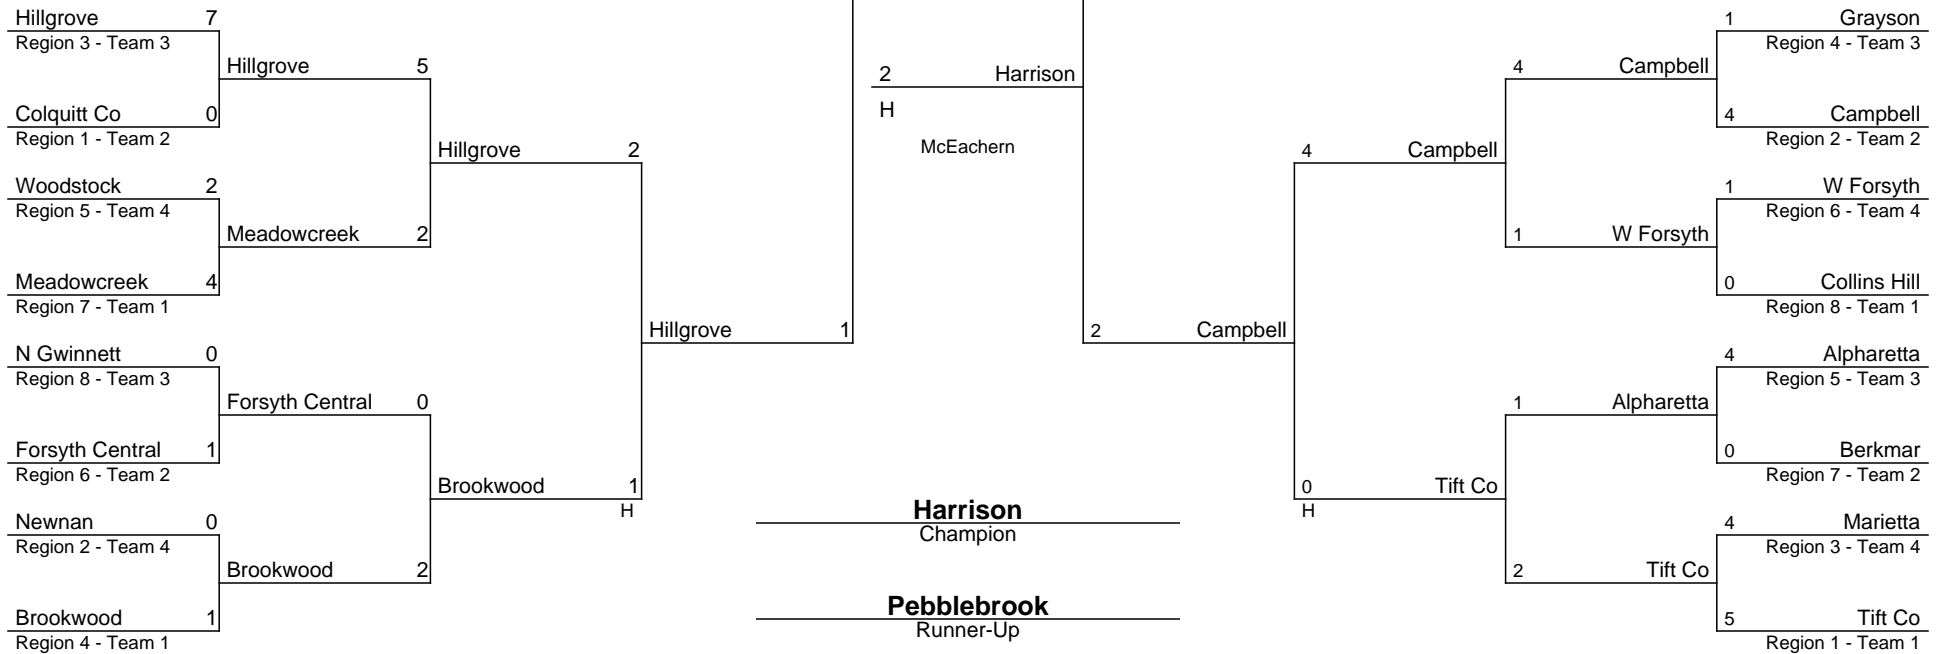 Hillgrove 7
Region 3 - Team 3
Hillgrove 5
Colquitt Co 0
Region 1 - Team 2
Hillgrove 2
Woodstock 2
Region 5 - Team 4
Meadowcreek 2
Meadowcreek 4
Region 7 - Team 1
Hillgrove 1
N Gwinnett 0
Region 8 - Team 3
Forsyth Central 0
Forsyth Central 1
Region 6 - Team 2
Brookwood 1
H
Newnan 0
Region 2 - Team 4
Brookwood 2
Brookwood 1
Region 4 - Team 1
2 Harrison
H
McEachern
Harrison
Champion
Pebblebrook
Runner-Up
1 Grayson
Region 4 - Team 3
4 Campbell
4 Campbell
Region 2 - Team 2
4 Campbell
1 W Forsyth
Region 6 - Team 4
1 W Forsyth
0 Collins Hill
Region 8 - Team 1
2 Campbell
4 Alpharetta
Region 5 - Team 3
1 Alpharetta
0 Berkmar
Region 7 - Team 2
0 Tift Co
H
4 Marietta
Region 3 - Team 4
2 Tift Co
5 Tift Co
Region 1 - Team 1